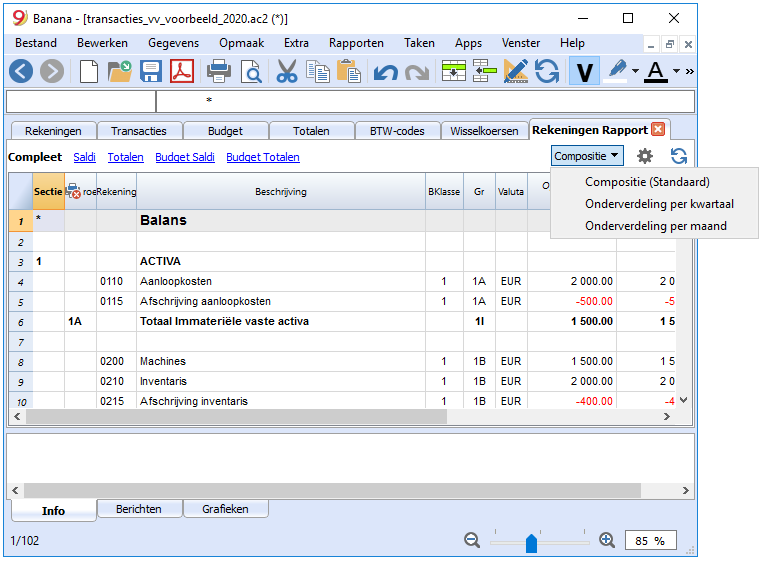 Banana - [transacties_vv_voorbeeld_2020.ac2 (*)]
Bestand Bewerken Gegevens Opmaak Extra Rapporten Taken Apps Venster Help
V A »
*
Rekeningen Transacties Budget Totalen BTW-codes Wisselkoersen Rekeningen Rapport
Compleet Saldi Totalen Budget Saldi Budget Totalen Compositie
Compositie (Standaard)
Onderverdeling per kwartaal
Onderverdeling per maand
Sectie roe Rekening Beschrijving BKlasse Gr Valuta
1 * Balans
2
3 1 ACTIVA
4 0110 Aanloopkosten 1 1A EUR 2 000.00 2 0
5 0115 Afschrijving aanloopkosten 1 1A EUR -500.00 -5
6 1A Totaal Immateriële vaste activa 1I 1 500.00 1 5
7
8 0200 Machines 1 1B EUR 1 500.00 1 5
9 0210 Inventaris 1 1B EUR 2 000.00 2 0
10 0215 Afschrijving inventaris 1 1B EUR -400.00 -4
Info Berichten Grafieken
1/102 85 %